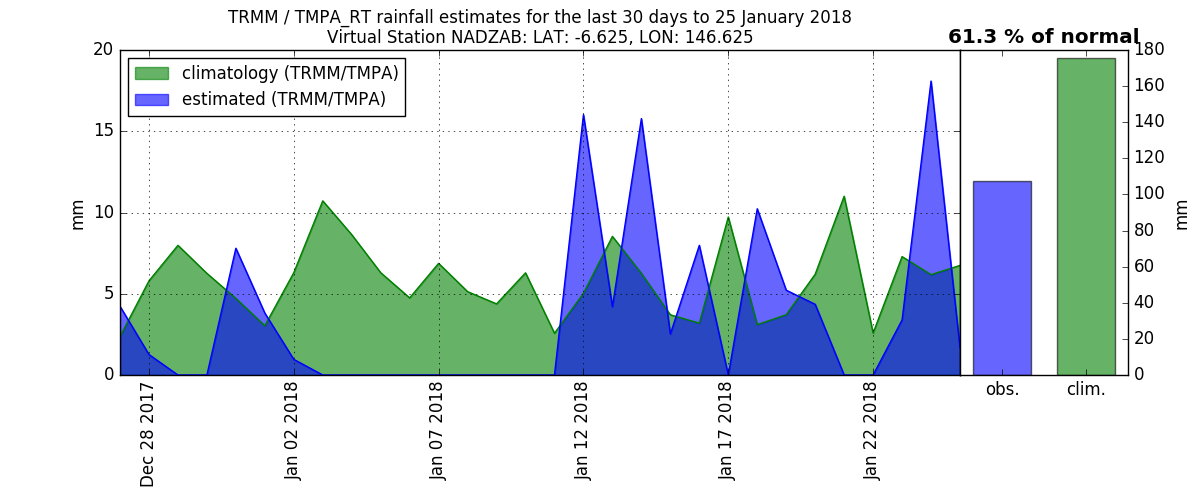 TRMM / TMPA_RT rainfall estimates for the last 30 days to 25 January 2018
Virtual Station NADZAB: LAT: -6.625, LON: 146.625
61.3 % of normal
climatology (TRMM/TMPA)
estimated (TRMM/TMPA)
mm
20
15
10
5
0
Dec 28 2017
Jan 02 2018
Jan 07 2018
Jan 12 2018
Jan 17 2018
Jan 22 2018
obs.
clim.
180
160
140
120
100
80
60
40
20
0
mm